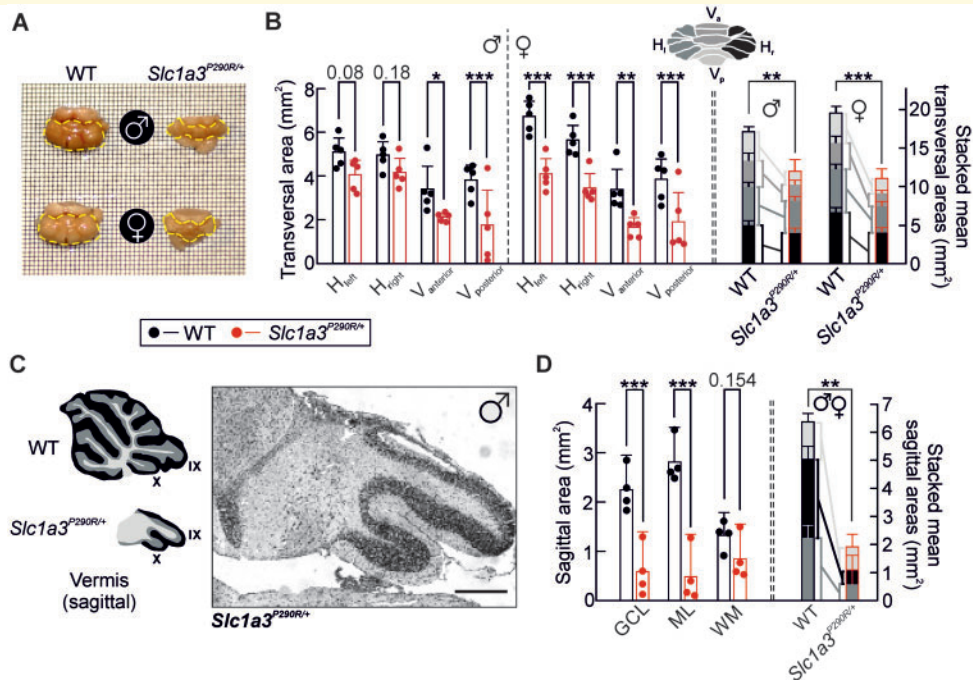 A
WT
Slc1a3P290R/+
♂
♀
B
Transversal area (mm²)
8
6
4
2
0
♂
♀
0.08
0.18
*
***
***
***
**
***
Hleft
Hright
Vanterior
Vposterior
Hleft
Hright
Vanterior
Vposterior
Va
Hl
Hr
Vp
**
***
♂
♀
WT
Slc1a3P290R/+
WT
Slc1a3P290R/+
20
15
10
5
0
Stacked mean
transversal areas (mm²)
WT
Slc1a3P290R/+
C
WT
IX
X
Slc1a3P290R/+
IX
X
Vermis
(sagittal)
♂
Slc1a3P290R/+
D
Sagittal area (mm²)
4
3
2
1
0
***
***
0.154
GCL
ML
WM
**
♂♀
WT
Slc1a3P290R/+
7
6
5
4
3
2
1
0
Stacked mean
sagittal areas (mm²)